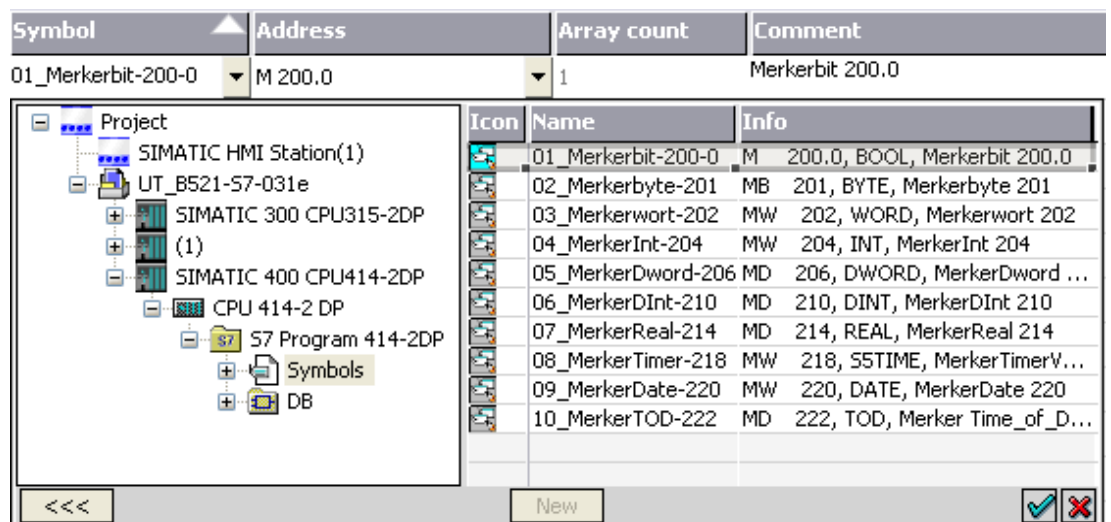 Symbol Address Array count Comment
01_Merkerbit-200-0 M 200.0 1 Merkerbit 200.0
Project
SIMATIC HMI Station(1)
UT_B521-S7-031e
SIMATIC 300 CPU315-2DP
(1)
SIMATIC 400 CPU414-2DP
CPU 414-2 DP
S7 S7 Program 414-2DP
Symbols
DB
Icon Name Info
01_Merkerbit-200-0 M 200.0, BOOL, Merkerbit 200.0
02_Merkerbyte-201 MB 201, BYTE, Merkerbyte 201
03_Merkerwort-202 MW 202, WORD, Merkerwort 202
04_MerkerInt-204 MW 204, INT, MerkerInt 204
05_MerkerDword-206 MD 206, DWORD, MerkerDword ...
06_MerkerDInt-210 MD 210, DINT, MerkerDInt 210
07_MerkerReal-214 MD 214, REAL, MerkerReal 214
08_MerkerTimer-218 MW 218, S5TIME, MerkerTimerV...
09_MerkerDate-220 MW 220, DATE, MerkerDate 220
10_MerkerTOD-222 MD 222, TOD, Merker Time_of_D...
<<< New